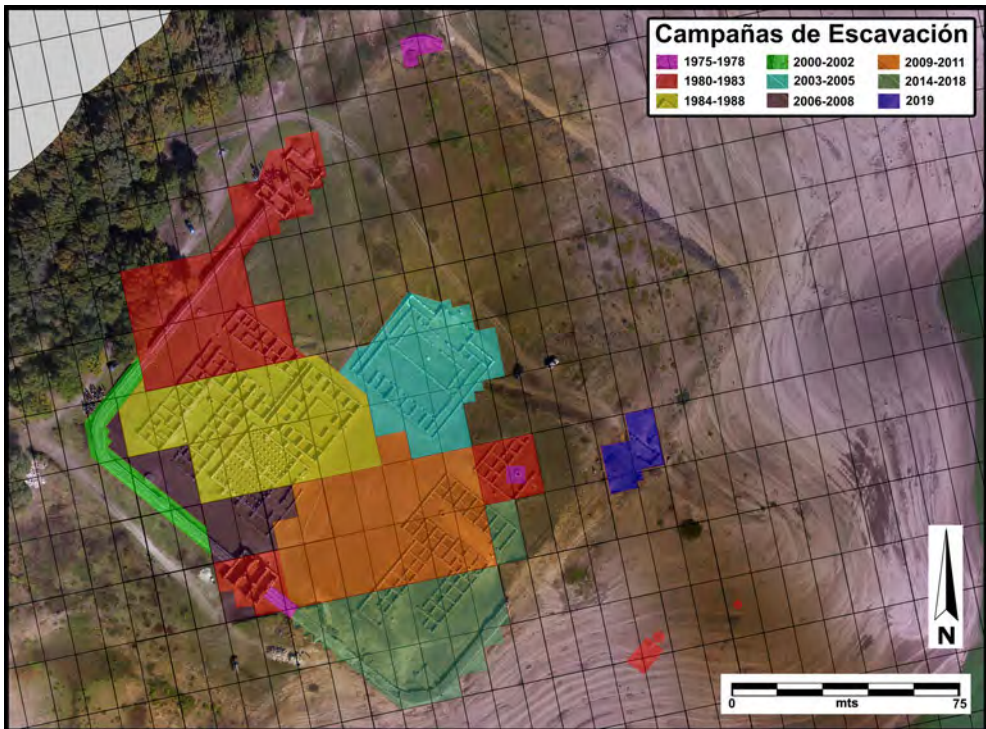 Campañas de Escavación
1975-1978 2000-2002 2009-2011
1980-1983 2003-2005 2014-2018
1984-1988 2006-2008 2019
N
0 mts 75